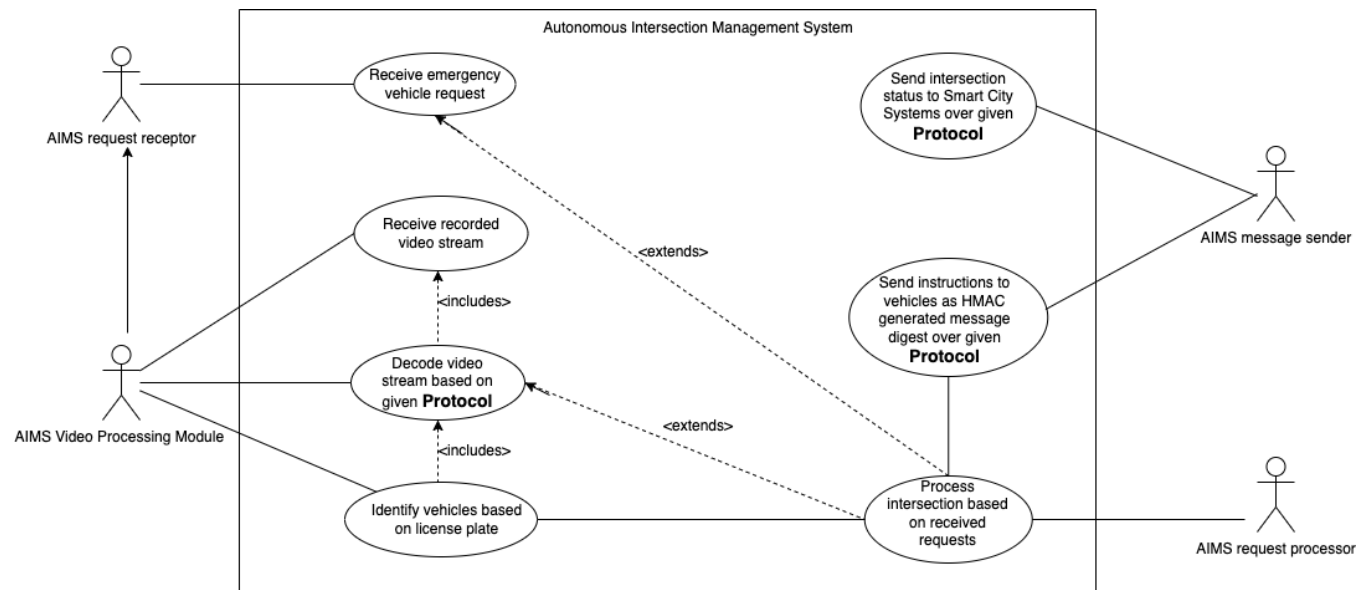 Autonomous Intersection Management System
Receive emergency
vehicle request
AIMS request receptor
Send intersection
status to Smart City
Systems over given
Protocol
AIMS message sender
Receive recorded
video stream
<extends>
<includes>
Send instructions to
vehicles as HMAC
generated message
digest over given
Protocol
Decode video
stream based on
given Protocol
AIMS Video Processing Module
<extends>
<includes>
Identify vehicles based
on license plate
Process
intersection based
on received
requests
AIMS request processor